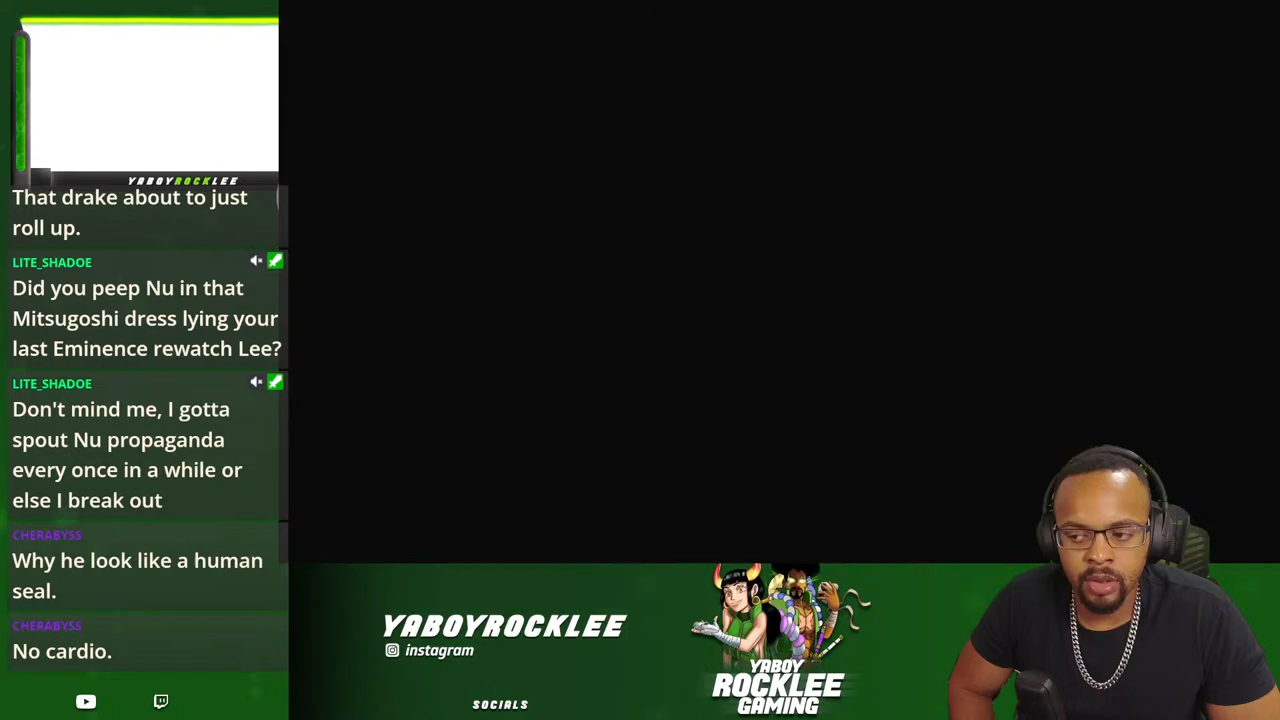 YABOYROCKLEE
That drake about to just
roll up.
LITE_SHADOE
Did you peep Nu in that
Mitsugoshi dress lying your
last Eminence rewatch Lee?
LITE_SHADOE
Don't mind me, I gotta
spout Nu propaganda
every once in a while or
else I break out
CHERABYSS
Why he look like a human
seal.
CHERABYSS
No cardio.
YABOYROCKLEE
instagram
SOCIALS
YABOY
ROCKLEE
GAMING